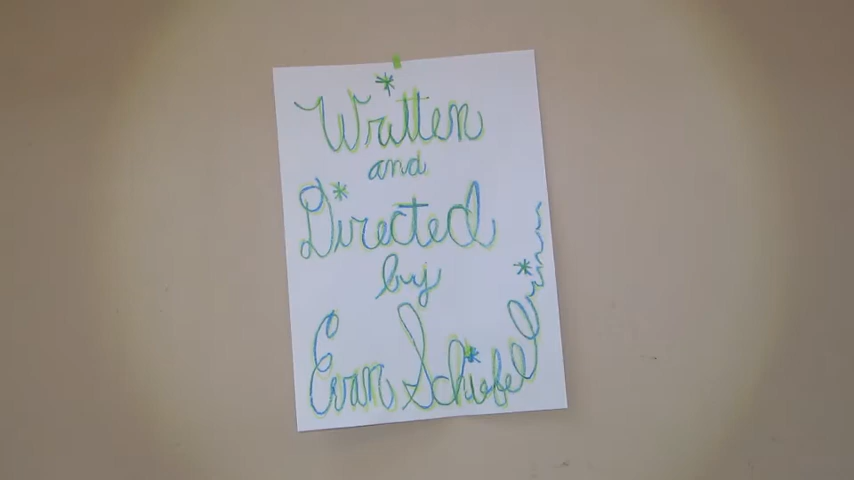 Written
and
Directed
by
Evan Schiebel